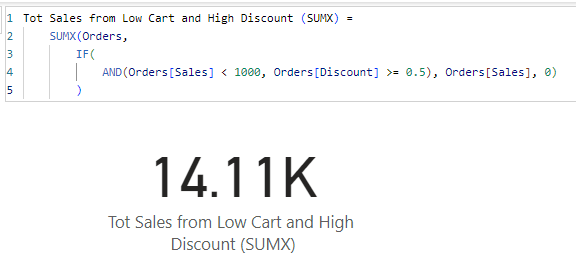 1 Tot Sales from Low Cart and High Discount (SUMX) =
2 SUMX(Orders,
3 IF(
4 AND(Orders[Sales] < 1000, Orders[Discount] >= 0.5), Orders[Sales], 0)
5 )
14.11K
Tot Sales from Low Cart and High
Discount (SUMX)